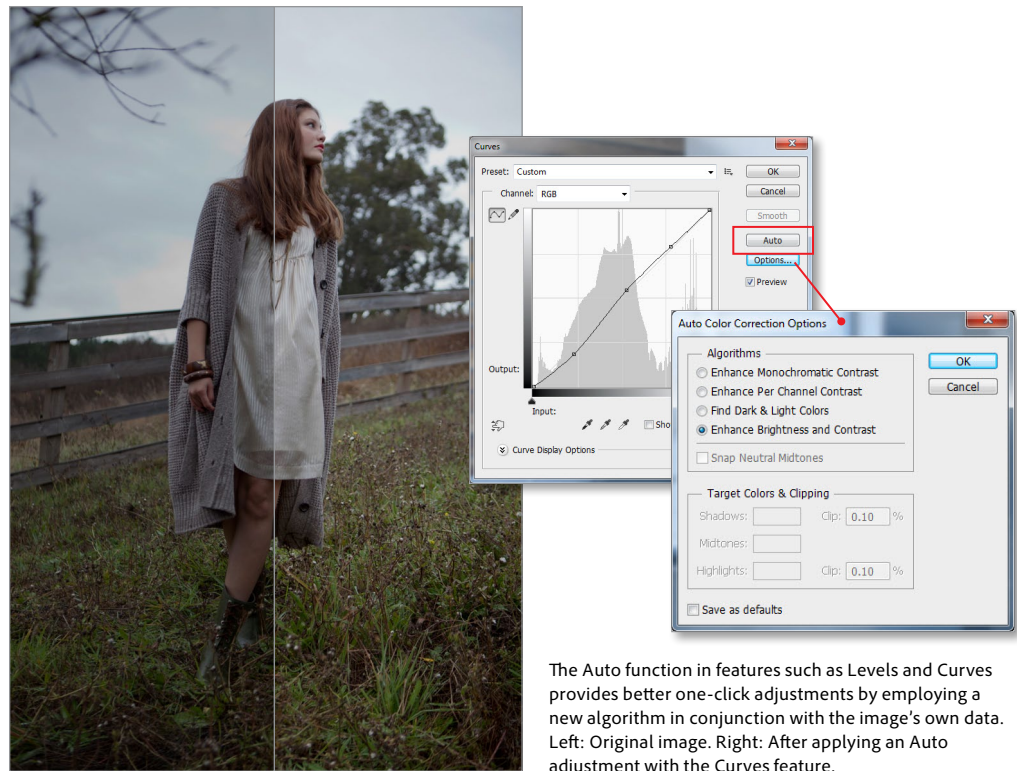 Curves
Preset: Custom
OK
Channel: RGB
Cancel
Smooth
Auto
Options...
Preview
Output:
Input:
Sho
Curve Display Options
Auto Color Correction Options
Algorithms
Enhance Monochromatic Contrast
Enhance Per Channel Contrast
Find Dark & Light Colors
Enhance Brightness and Contrast
Snap Neutral Midtones
OK
Cancel
Target Colors & Clipping
Shadows: Clip: 0.10 %
Midtones:
Highlights: Clip: 0.10 %
Save as defaults
The Auto function in features such as Levels and Curves
provides better one-click adjustments by employing a
new algorithm in conjunction with the image's own data.
Left: Original image. Right: After applying an Auto
adjustment with the Curves feature.